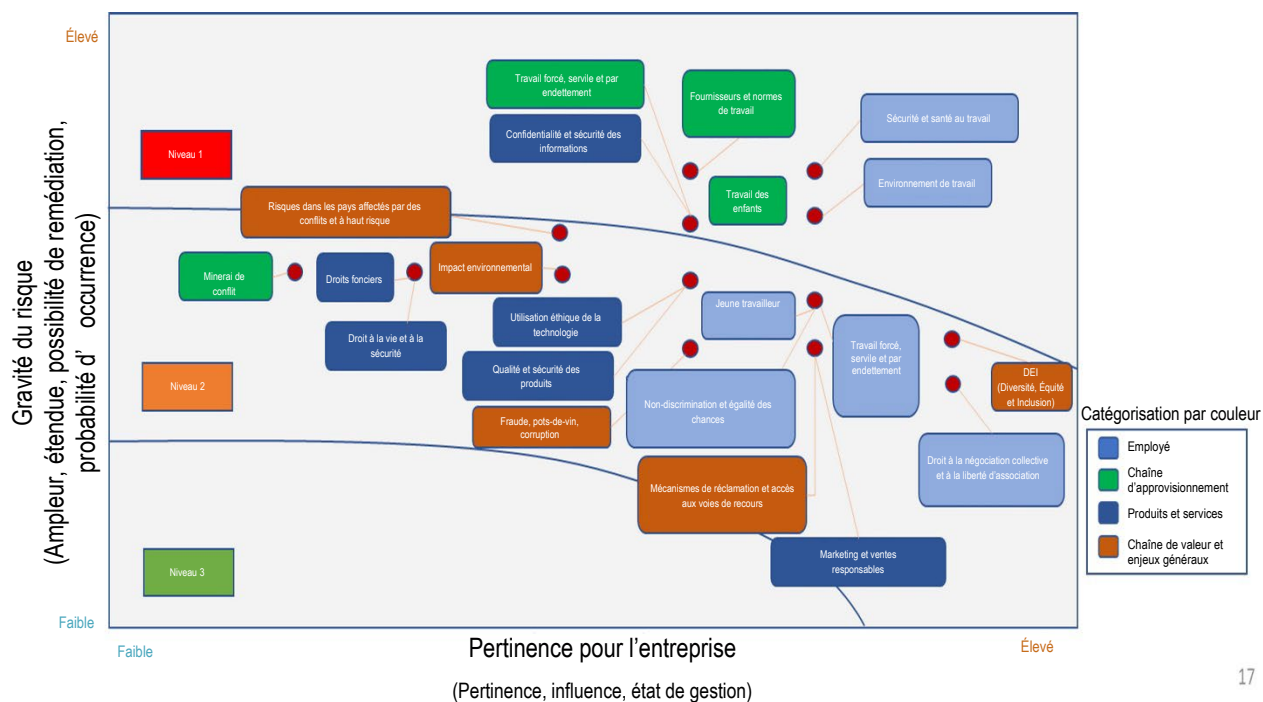 Élevé
Gravité du risque
(Ampleur, étendue, possibilité de remédiation,
probabilité d' occurrence)
Faible
Niveau 1
Niveau 2
Niveau 3
Travail forcé, servile et par
endettement
Fournisseurs et normes
de travail
Sécurité et santé au travail
Confidentialité et sécurité des
informations
Environnement de travail
Travail des
enfants
Risques dans les pays affectés par des
conflits et à haut risque
Minerai de
conflit
Droits fonciers
Impact environnemental
Droit à la vie et à la
sécurité
Utilisation éthique de la
technologie
Jeune travailleur
Travail forcé,
servile et par
endettement
Qualité et sécurité des
produits
DEI
(Diversité, Équité
et Inclusion)
Non-discrimination et égalité des
chances
Fraude, pots-de-vin,
corruption
Droit à la négociation collective
et à la liberté d'association
Mécanismes de réclamation et accès
aux voies de recours
Marketing et ventes
responsables
Catégorisation par couleur
Employé
Chaîne
d'approvisionnement
Produits et services
Chaîne de valeur et
enjeux généraux
Faible
Pertinence pour l'entreprise
Élevé
(Pertinence, influence, état de gestion)
17